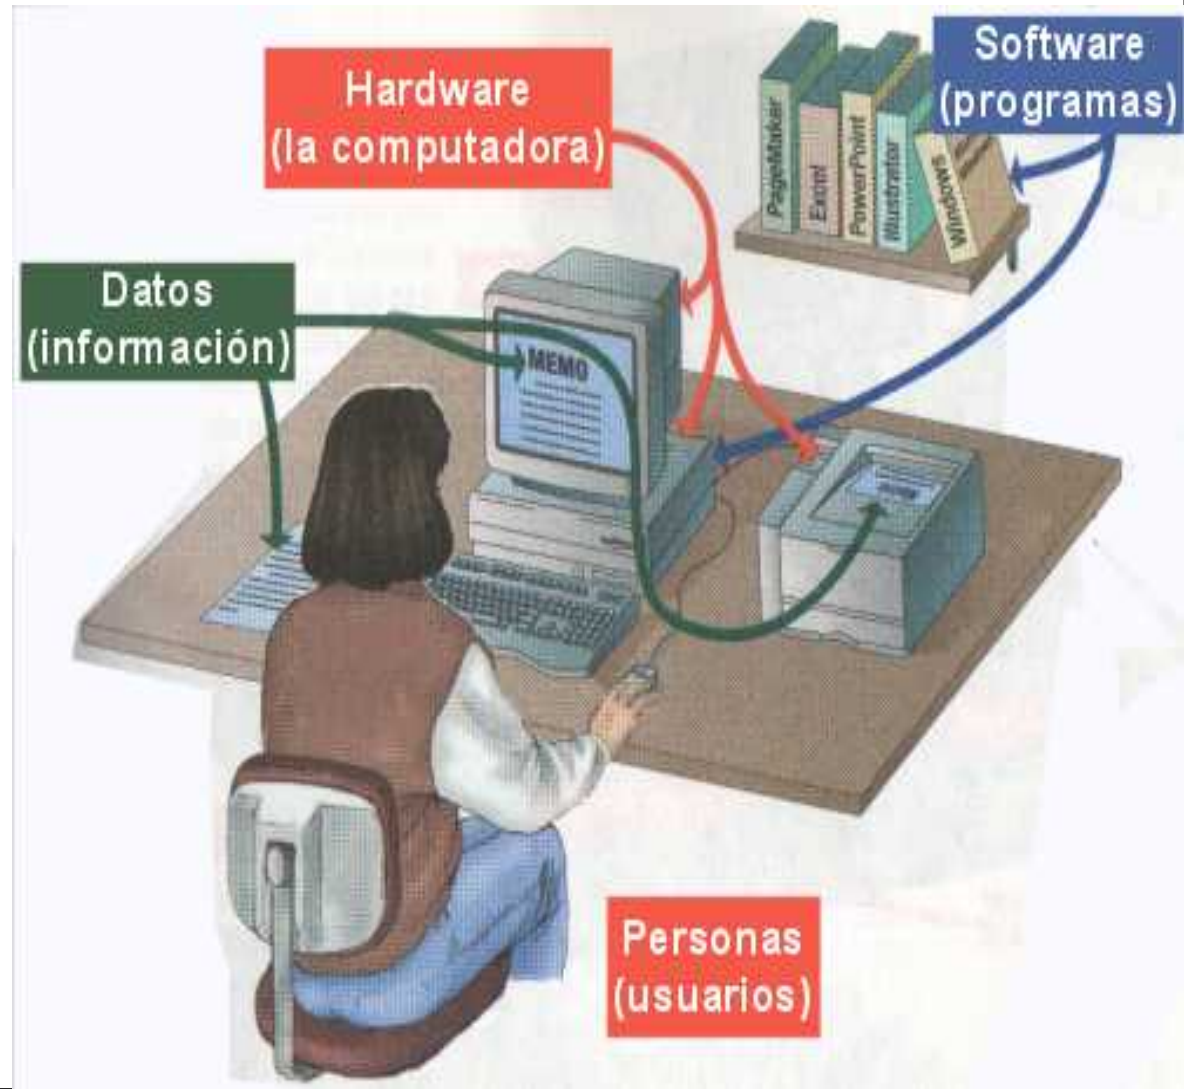 Hardware
(la computadora)
Software
(programas)
PageMaker
Excel
PowerPoint
Illustrator
Windows
Datos
(información)
MEMO
Personas
(usuarios)